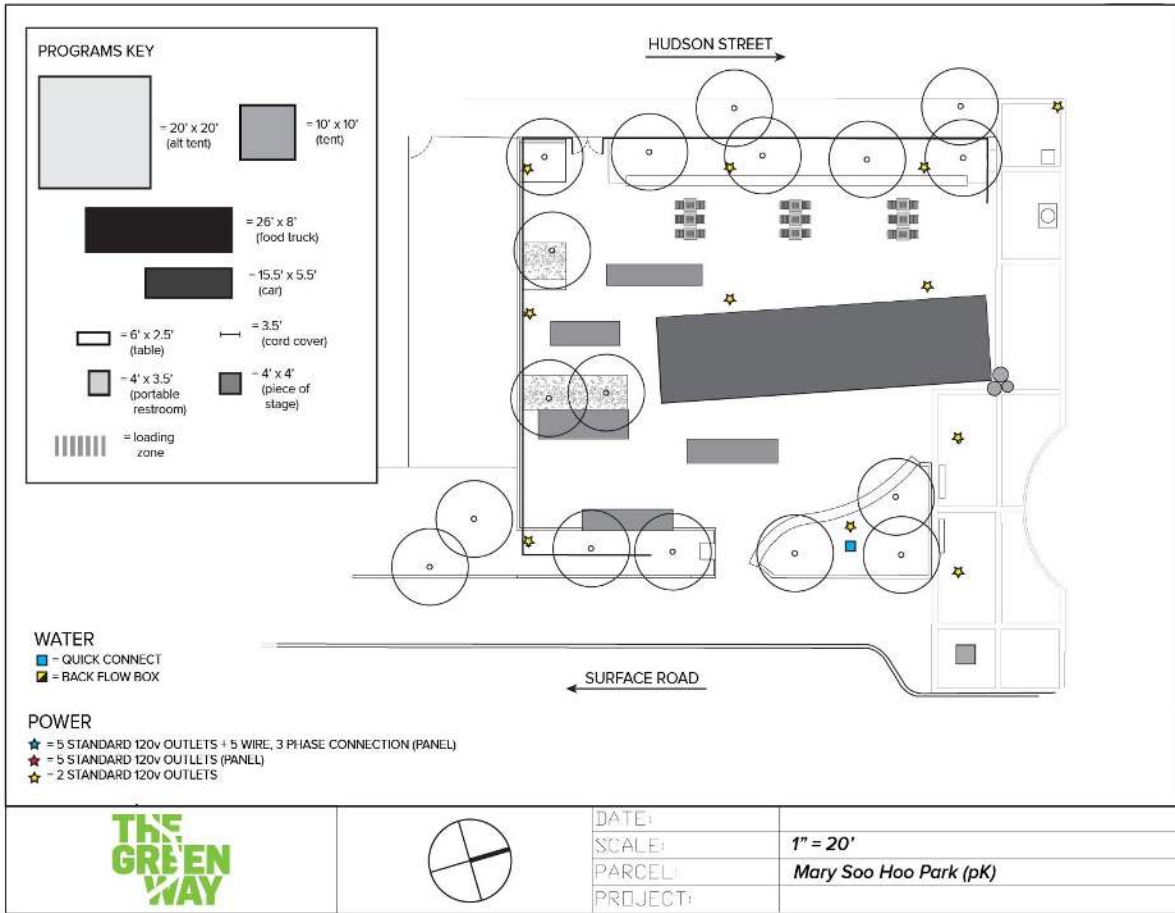 PROGRAMS KEY
= 20' x 20'
(alt tent)
= 10' x 10'
(tent)
= 26' x 8'
(food truck)
= 15.5' x 5.5'
(car)
= 6' x 2.5'
(table)
= 3.5'
(cord cover)
= 4' x 3.5'
(portable
restroom)
= 4' x 4'
(piece of
stage)
= loading
zone
HUDSON STREET
SURFACE ROAD
WATER
= QUICK CONNECT
= BACK FLOW BOX
POWER
= 5 STANDARD 120v OUTLETS + 5 WIRE, 3 PHASE CONNECTION (PANEL)
= 5 STANDARD 120v OUTLETS (PANEL)
= 2 STANDARD 120v OUTLETS
THE
GREEN
WAY
DATE:
SCALE: 1" = 20'
PARCEL: Mary Soo Hoo Park (pK)
PROJECT: